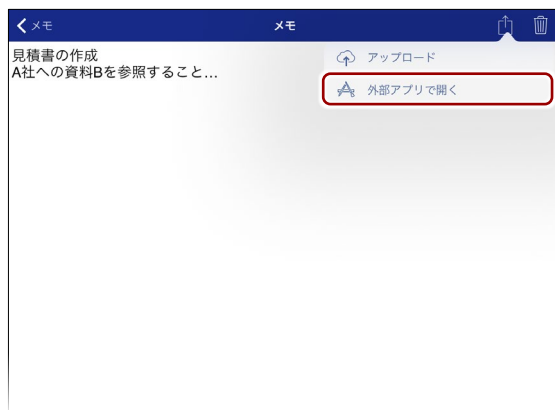 メモ
メモ
アップロード
外部アプリで開く
見積書の作成
A社への資料Bを参照すること…